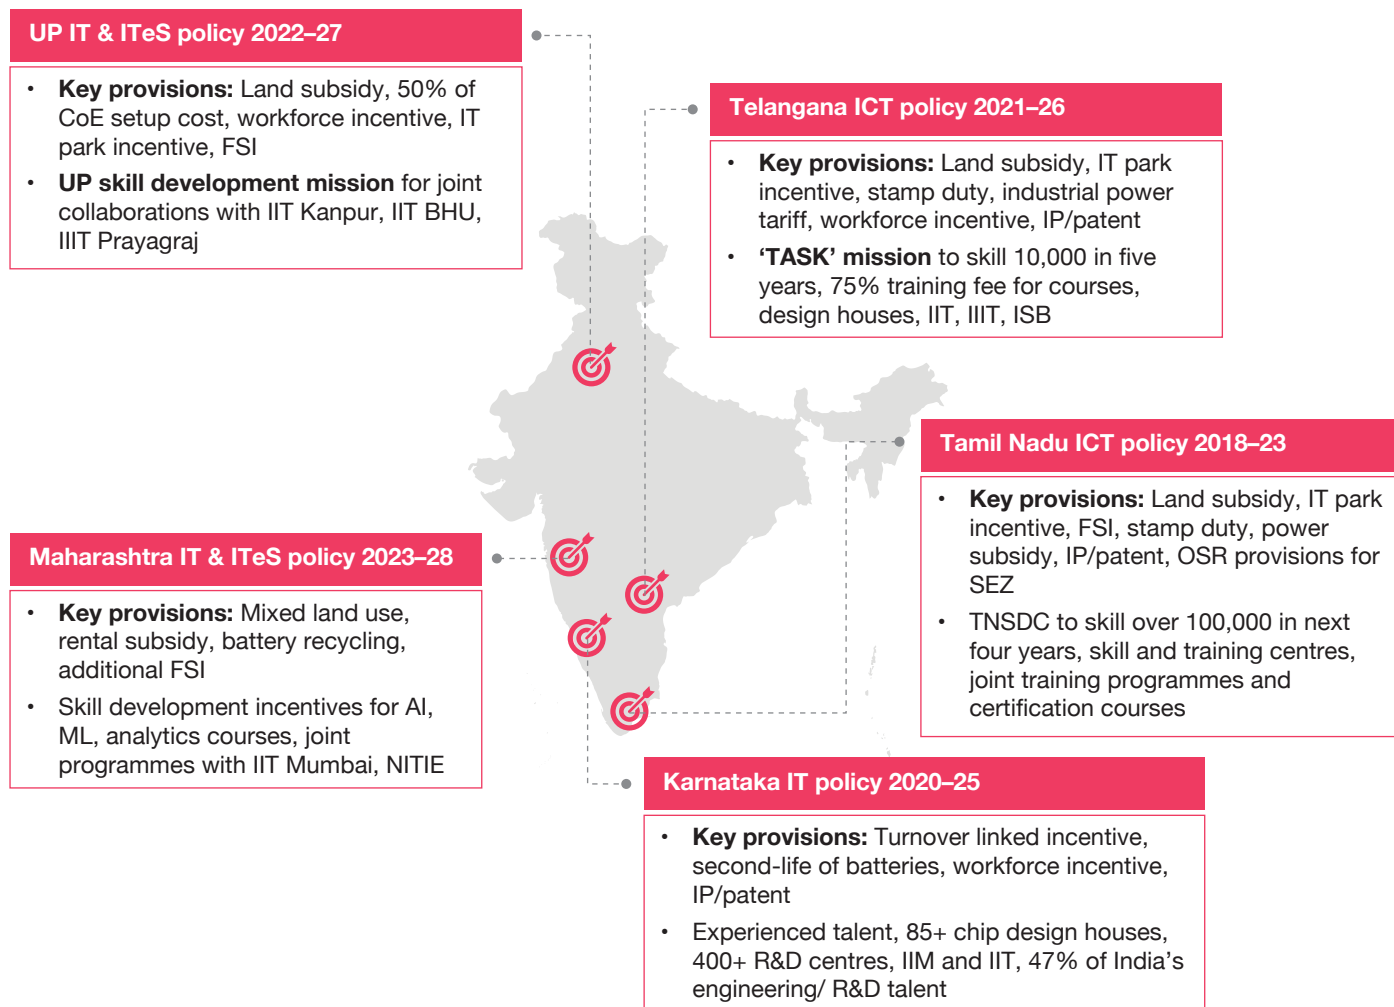 UP IT & ITeS policy 2022–27
• Key provisions: Land subsidy, 50% of
CoE setup cost, workforce incentive, IT
park incentive, FSI
• UP skill development mission for joint
collaborations with IIT Kanpur, IIT BHU,
IIIT Prayagraj
Telangana ICT policy 2021–26
• Key provisions: Land subsidy, IT park
incentive, stamp duty, industrial power
tariff, workforce incentive, IP/patent
• ‘TASK’ mission to skill 10,000 in five
years, 75% training fee for courses,
design houses, IIT, IIIT, ISB
Tamil Nadu ICT policy 2018–23
• Key provisions: Land subsidy, IT park
incentive, FSI, stamp duty, power
subsidy, IP/patent, OSR provisions for
SEZ
• TNSDC to skill over 100,000 in next
four years, skill and training centres,
joint training programmes and
certification courses
Maharashtra IT & ITeS policy 2023–28
• Key provisions: Mixed land use,
rental subsidy, battery recycling,
additional FSI
• Skill development incentives for AI,
ML, analytics courses, joint
programmes with IIT Mumbai, NITIE
Karnataka IT policy 2020–25
• Key provisions: Turnover linked incentive,
second-life of batteries, workforce incentive,
IP/patent
• Experienced talent, 85+ chip design houses,
400+ R&D centres, IIM and IIT, 47% of India’s
engineering/ R&D talent